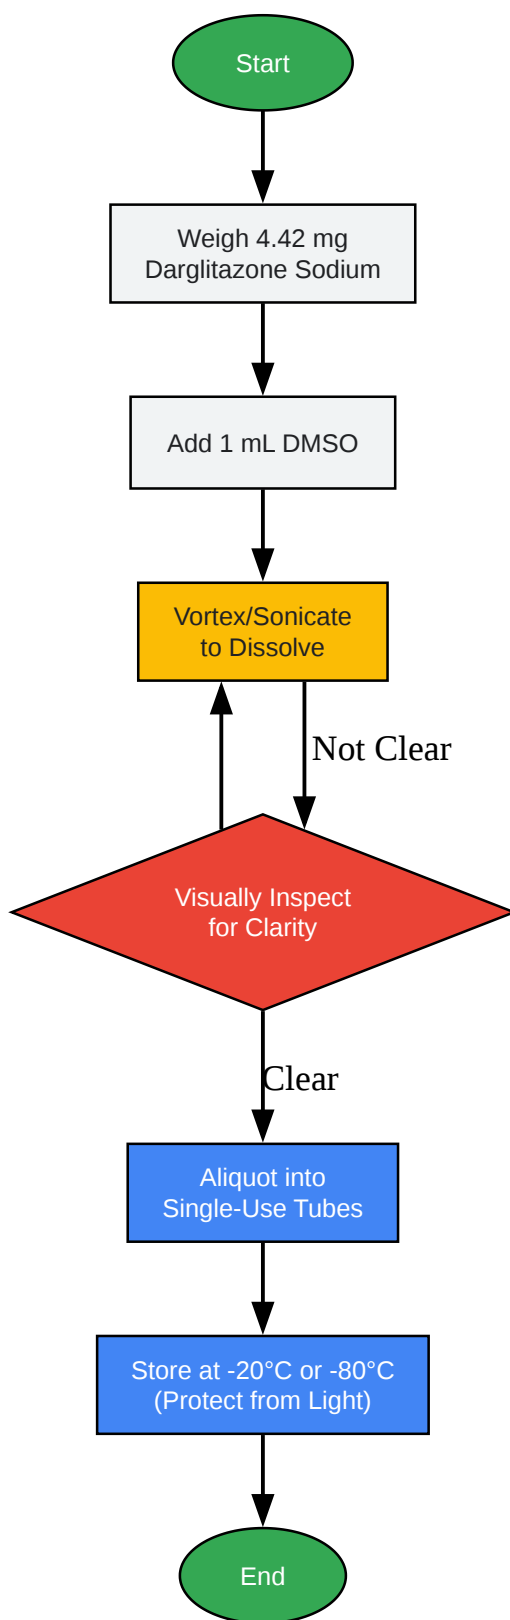 Start
Weigh 4.42 mg
Darglitazone Sodium
Add 1 mL DMSO
Vortex/Sonicate
to Dissolve
Not Clear
Visually Inspect
for Clarity
Clear
Aliquot into
Single-Use Tubes
Store at -20°C or -80°C
(Protect from Light)
End